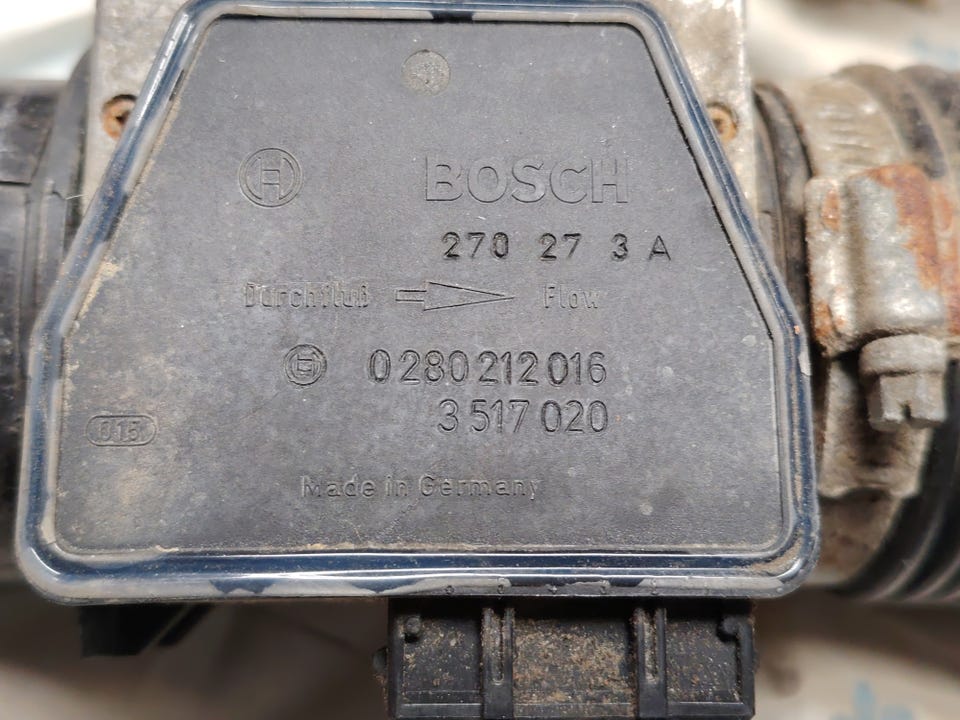 BOSCH
270 27 3 A
Durchfluß Flow
0 280 212 016
3 517 020
015
Made in Germany